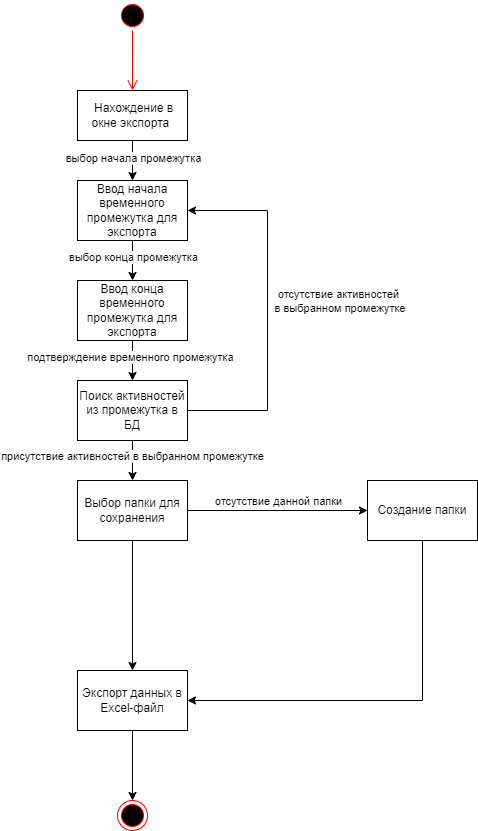 Нахождение в
окне экспорта
выбор начала промежутка
Ввод начала
временного
промежутка для
экспорта
выбор конца промежутка
Ввод конца
временного
промежутка для
экспорта
отсутствие активностей
в выбранном промежутке
подтверждение временного промежутка
Поиск активностей
из промежутка в
БД
присутствие активностей в выбранном промежутке
Выбор папки для
сохранения
отсутствие данной папки
Создание папки
Экспорт данных в
Excel-файл